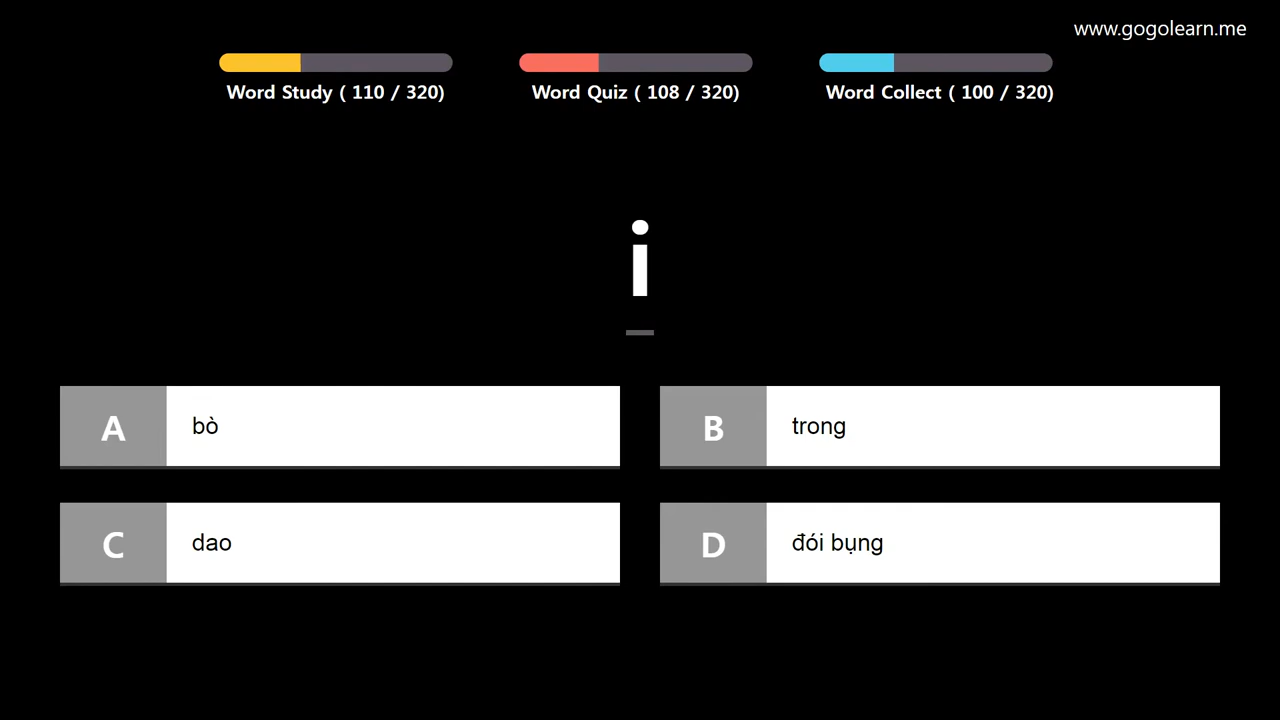 www.gogolearn.me
Word Study ( 110 / 320)
Word Quiz ( 108 / 320)
Word Collect ( 100 / 320)
i
A bò
B trong
C dao
D đói bụng